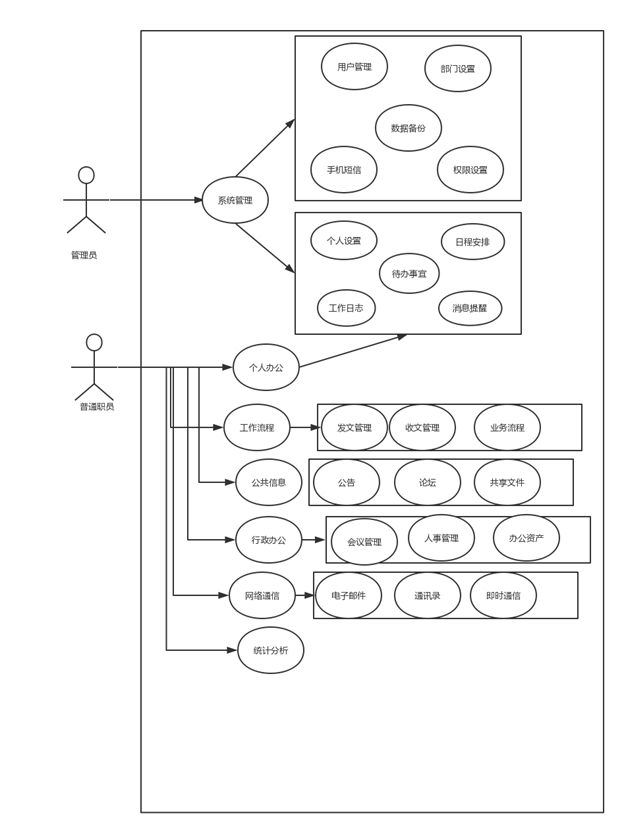 用户管理
部门设置
数据备份
手机短信
权限设置
系统管理
管理员
个人设置
日程安排
待办事宜
工作日志
消息提醒
个人办公
普通职员
工作流程
发文管理
收文管理
业务流程
公共信息
公告
论坛
共享文件
行政办公
会议管理
人事管理
办公资产
网络通信
电子邮件
通讯录
即时通信
统计分析